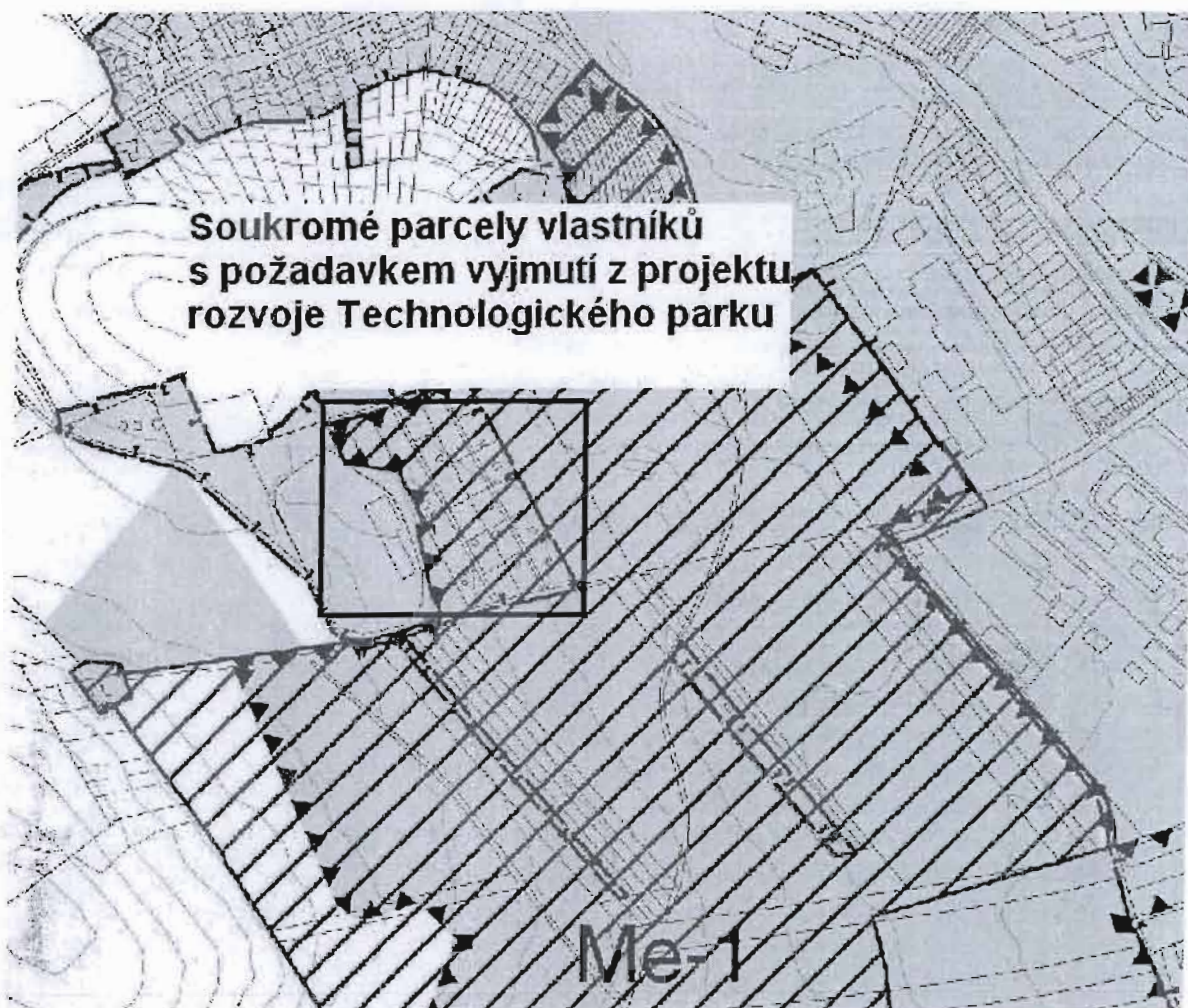 Soukromé parcely vlastníků
s požadavkem vyjmutí z projektu
rozvoje Technologického parku
Me-1